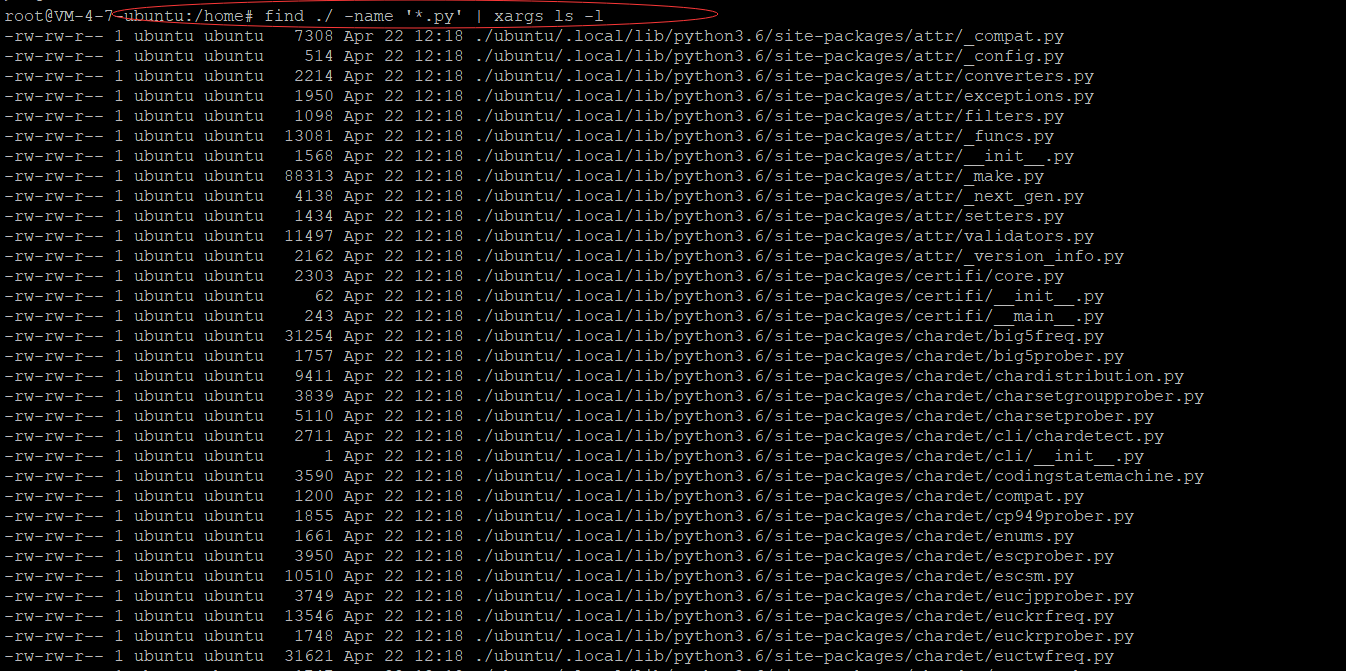 root@VM-4-7-ubuntu:/home# find ./ -name '*.py' | xargs ls -l
-rw-rw-r-- 1 ubuntu ubuntu  7308 Apr 22 12:18 ./ubuntu/.local/lib/python3.6/site-packages/attr/_compat.py
-rw-rw-r-- 1 ubuntu ubuntu   514 Apr 22 12:18 ./ubuntu/.local/lib/python3.6/site-packages/attr/_config.py
-rw-rw-r-- 1 ubuntu ubuntu  2214 Apr 22 12:18 ./ubuntu/.local/lib/python3.6/site-packages/attr/converters.py
-rw-rw-r-- 1 ubuntu ubuntu  1950 Apr 22 12:18 ./ubuntu/.local/lib/python3.6/site-packages/attr/exceptions.py
-rw-rw-r-- 1 ubuntu ubuntu  1098 Apr 22 12:18 ./ubuntu/.local/lib/python3.6/site-packages/attr/filters.py
-rw-rw-r-- 1 ubuntu ubuntu 13081 Apr 22 12:18 ./ubuntu/.local/lib/python3.6/site-packages/attr/_funcs.py
-rw-rw-r-- 1 ubuntu ubuntu  1568 Apr 22 12:18 ./ubuntu/.local/lib/python3.6/site-packages/attr/__init__.py
-rw-rw-r-- 1 ubuntu ubuntu 88313 Apr 22 12:18 ./ubuntu/.local/lib/python3.6/site-packages/attr/_make.py
-rw-rw-r-- 1 ubuntu ubuntu  4138 Apr 22 12:18 ./ubuntu/.local/lib/python3.6/site-packages/attr/_next_gen.py
-rw-rw-r-- 1 ubuntu ubuntu  1434 Apr 22 12:18 ./ubuntu/.local/lib/python3.6/site-packages/attr/setters.py
-rw-rw-r-- 1 ubuntu ubuntu 11497 Apr 22 12:18 ./ubuntu/.local/lib/python3.6/site-packages/attr/validators.py
-rw-rw-r-- 1 ubuntu ubuntu  2162 Apr 22 12:18 ./ubuntu/.local/lib/python3.6/site-packages/attr/_version_info.py
-rw-rw-r-- 1 ubuntu ubuntu  2303 Apr 22 12:18 ./ubuntu/.local/lib/python3.6/site-packages/certifi/core.py
-rw-rw-r-- 1 ubuntu ubuntu    62 Apr 22 12:18 ./ubuntu/.local/lib/python3.6/site-packages/certifi/__init__.py
-rw-rw-r-- 1 ubuntu ubuntu   243 Apr 22 12:18 ./ubuntu/.local/lib/python3.6/site-packages/certifi/__main__.py
-rw-rw-r-- 1 ubuntu ubuntu 31254 Apr 22 12:18 ./ubuntu/.local/lib/python3.6/site-packages/chardet/big5freq.py
-rw-rw-r-- 1 ubuntu ubuntu  1757 Apr 22 12:18 ./ubuntu/.local/lib/python3.6/site-packages/chardet/big5prober.py
-rw-rw-r-- 1 ubuntu ubuntu  9411 Apr 22 12:18 ./ubuntu/.local/lib/python3.6/site-packages/chardet/chardistribution.py
-rw-rw-r-- 1 ubuntu ubuntu  3839 Apr 22 12:18 ./ubuntu/.local/lib/python3.6/site-packages/chardet/charsetgroupprober.py
-rw-rw-r-- 1 ubuntu ubuntu  5110 Apr 22 12:18 ./ubuntu/.local/lib/python3.6/site-packages/chardet/charsetprober.py
-rw-rw-r-- 1 ubuntu ubuntu  2711 Apr 22 12:18 ./ubuntu/.local/lib/python3.6/site-packages/chardet/cli/chardetect.py
-rw-rw-r-- 1 ubuntu ubuntu     1 Apr 22 12:18 ./ubuntu/.local/lib/python3.6/site-packages/chardet/cli/__init__.py
-rw-rw-r-- 1 ubuntu ubuntu  3590 Apr 22 12:18 ./ubuntu/.local/lib/python3.6/site-packages/chardet/codingstatemachine.py
-rw-rw-r-- 1 ubuntu ubuntu  1200 Apr 22 12:18 ./ubuntu/.local/lib/python3.6/site-packages/chardet/compat.py
-rw-rw-r-- 1 ubuntu ubuntu  1855 Apr 22 12:18 ./ubuntu/.local/lib/python3.6/site-packages/chardet/cp949prober.py
-rw-rw-r-- 1 ubuntu ubuntu  1661 Apr 22 12:18 ./ubuntu/.local/lib/python3.6/site-packages/chardet/enums.py
-rw-rw-r-- 1 ubuntu ubuntu  3950 Apr 22 12:18 ./ubuntu/.local/lib/python3.6/site-packages/chardet/escprober.py
-rw-rw-r-- 1 ubuntu ubuntu 10510 Apr 22 12:18 ./ubuntu/.local/lib/python3.6/site-packages/chardet/escsm.py
-rw-rw-r-- 1 ubuntu ubuntu  3749 Apr 22 12:18 ./ubuntu/.local/lib/python3.6/site-packages/chardet/eucjpprober.py
-rw-rw-r-- 1 ubuntu ubuntu 13546 Apr 22 12:18 ./ubuntu/.local/lib/python3.6/site-packages/chardet/euckrfreq.py
-rw-rw-r-- 1 ubuntu ubuntu  1748 Apr 22 12:18 ./ubuntu/.local/lib/python3.6/site-packages/chardet/euckrprober.py
-rw-rw-r-- 1 ubuntu ubuntu 31621 Apr 22 12:18 ./ubuntu/.local/lib/python3.6/site-packages/chardet/euctwfreq.py